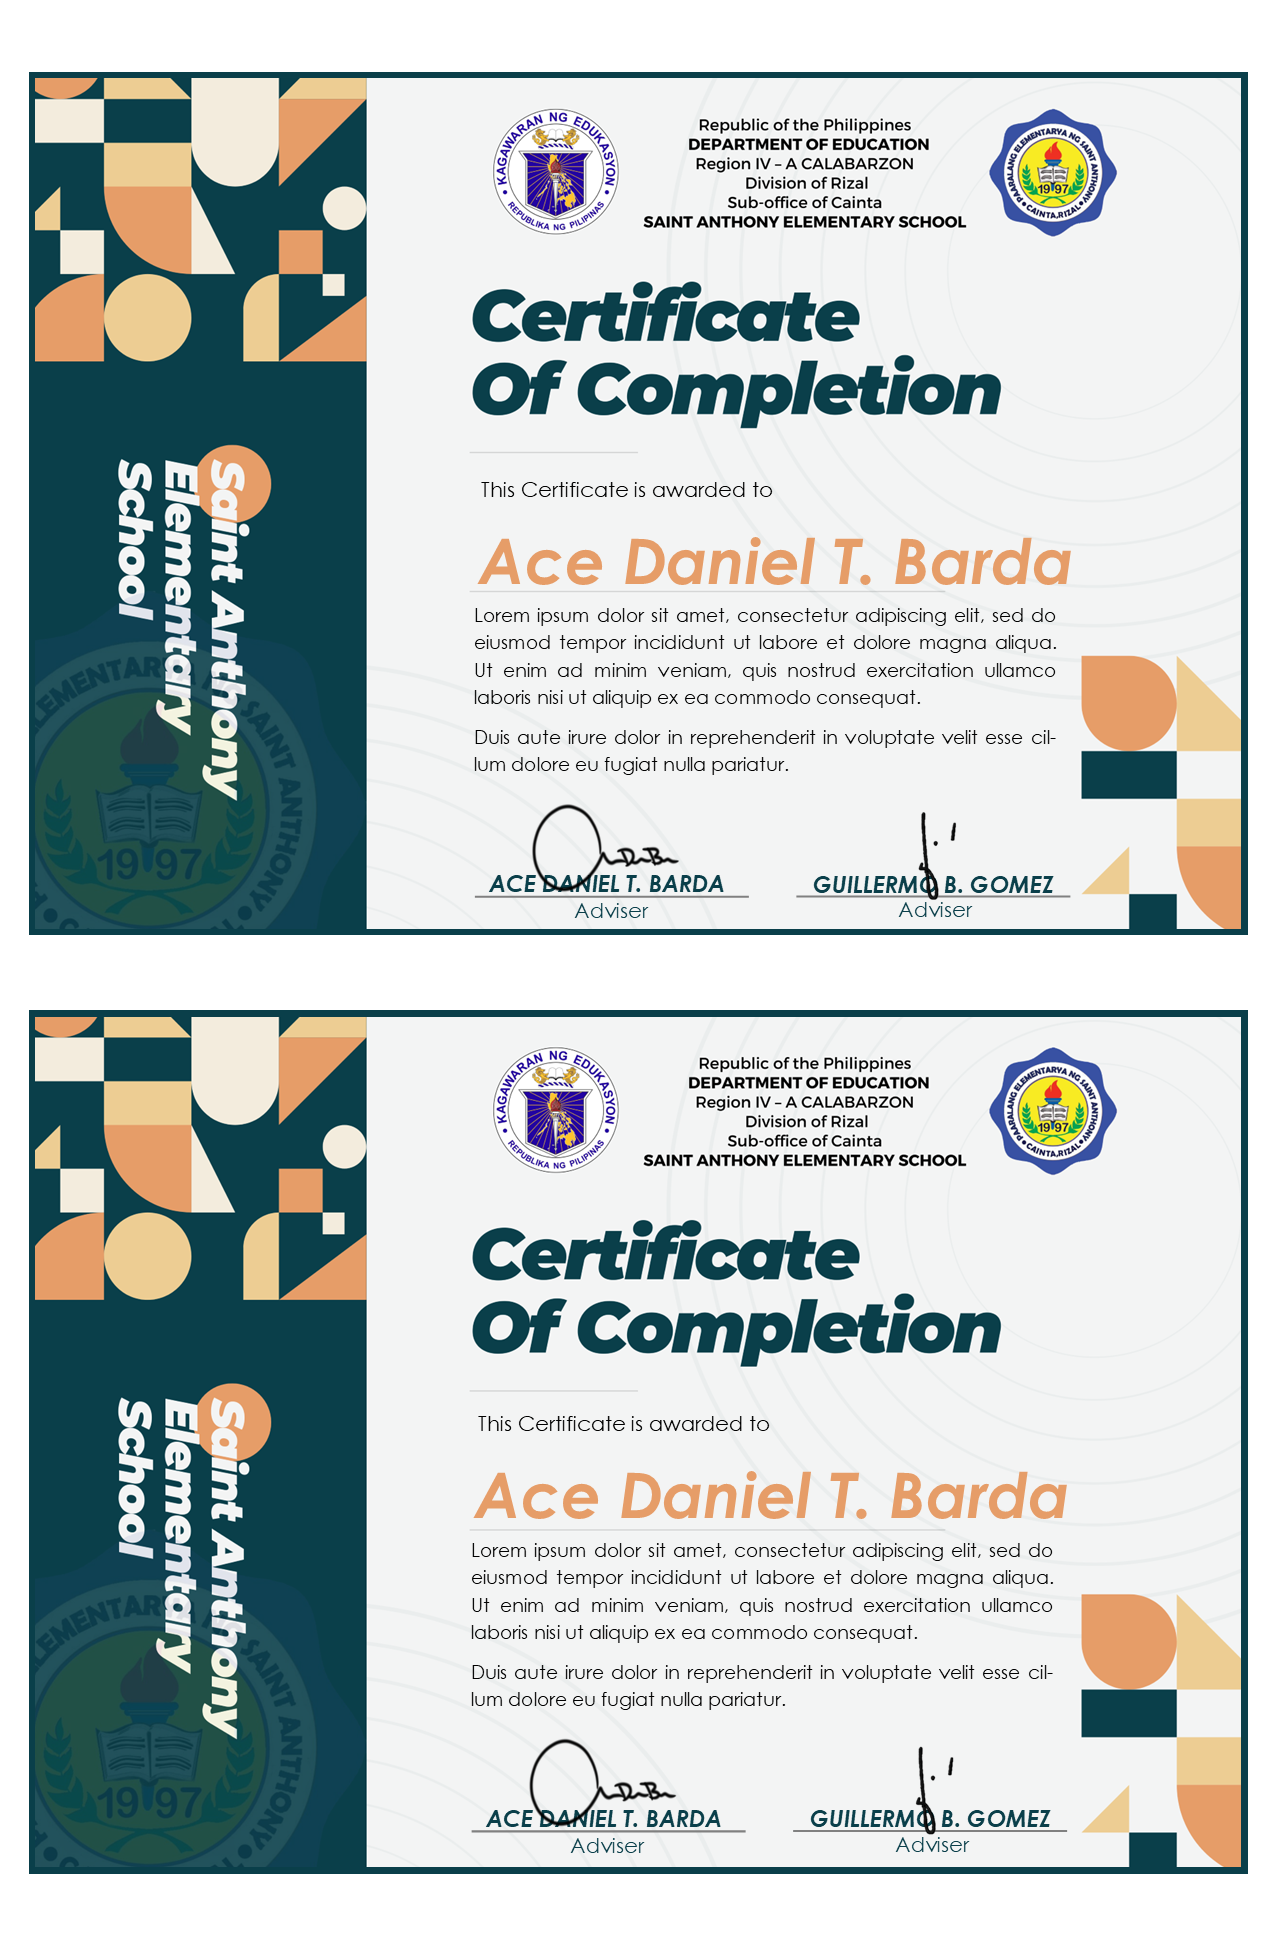 KAGAWARAN NG EDUKASYON
REPUBLIKA NG PILIPINAS
Republic of the Philippines
DEPARTMENT OF EDUCATION
Region IV – A CALABARZON
Division of Rizal
Sub-office of Cainta
SAINT ANTHONY ELEMENTARY SCHOOL
PAARALANG ELEMENTARYA NG SAINT ANTHONY
1997
CAINTA,RIZAL
Certificate
Of Completion
This Certificate is awarded to
Ace Daniel T. Barda
Lorem ipsum dolor sit amet, consectetur adipiscing elit, sed do
eiusmod tempor incididunt ut labore et dolore magna aliqua.
Ut enim ad minim veniam, quis nostrud exercitation ullamco
laboris nisi ut aliquip ex ea commodo consequat.
Duis aute irure dolor in reprehenderit in voluptate velit esse cil-
lum dolore eu fugiat nulla pariatur.
ACE DANIEL T. BARDA
Adviser
GUILLERMO B. GOMEZ
Adviser
Saint Anthony
Elementary
School
SAINT ANTHONY
1997
KAGAWARAN NG EDUKASYON
REPUBLIKA NG PILIPINAS
Republic of the Philippines
DEPARTMENT OF EDUCATION
Region IV – A CALABARZON
Division of Rizal
Sub-office of Cainta
SAINT ANTHONY ELEMENTARY SCHOOL
PAARALANG ELEMENTARYA NG SAINT ANTHONY
1997
CAINTA,RIZAL
Certificate
Of Completion
This Certificate is awarded to
Ace Daniel T. Barda
Lorem ipsum dolor sit amet, consectetur adipiscing elit, sed do
eiusmod tempor incididunt ut labore et dolore magna aliqua.
Ut enim ad minim veniam, quis nostrud exercitation ullamco
laboris nisi ut aliquip ex ea commodo consequat.
Duis aute irure dolor in reprehenderit in voluptate velit esse cil-
lum dolore eu fugiat nulla pariatur.
ACE DANIEL T. BARDA
Adviser
GUILLERMO B. GOMEZ
Adviser
Saint Anthony
Elementary
School
SAINT ANTHONY
1997